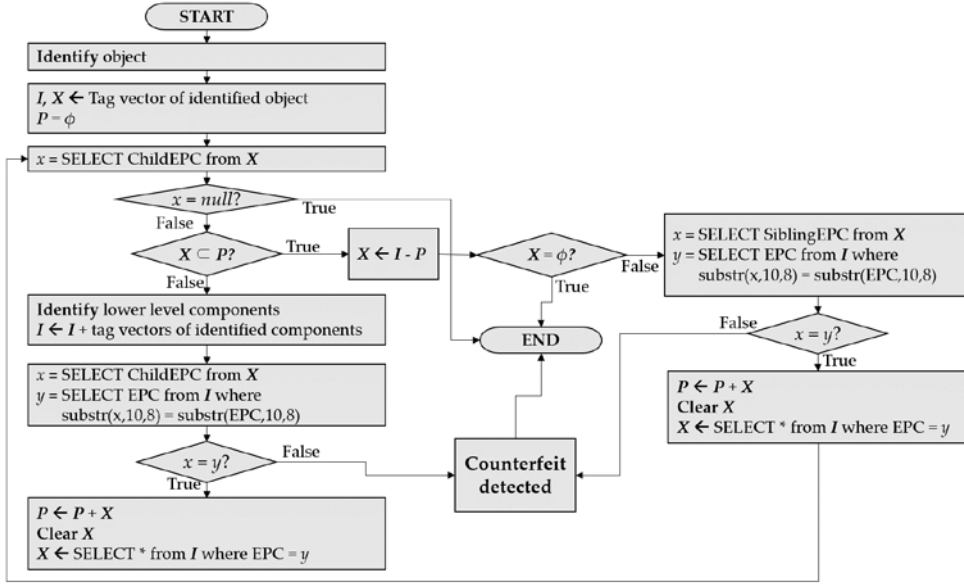 START
Identify object
I, X ← Tag vector of identified object
P = ϕ
x = SELECT ChildEPC from X
x = null?
True
False
X ⊂ P?
True
False
X ← I - P
X = ϕ?
False
True
x = SELECT SiblingEPC from X
y = SELECT EPC from I where
substr(x,10,8) = substr(EPC,10,8)
Identify lower level components
I ← I + tag vectors of identified components
END
False
x = y?
True
x = SELECT ChildEPC from X
y = SELECT EPC from I where
substr(x,10,8) = substr(EPC,10,8)
P ← P + X
Clear X
X ← SELECT * from I where EPC = y
x = y?
False
True
Counterfeit
detected
P ← P + X
Clear X
X ← SELECT * from I where EPC = y